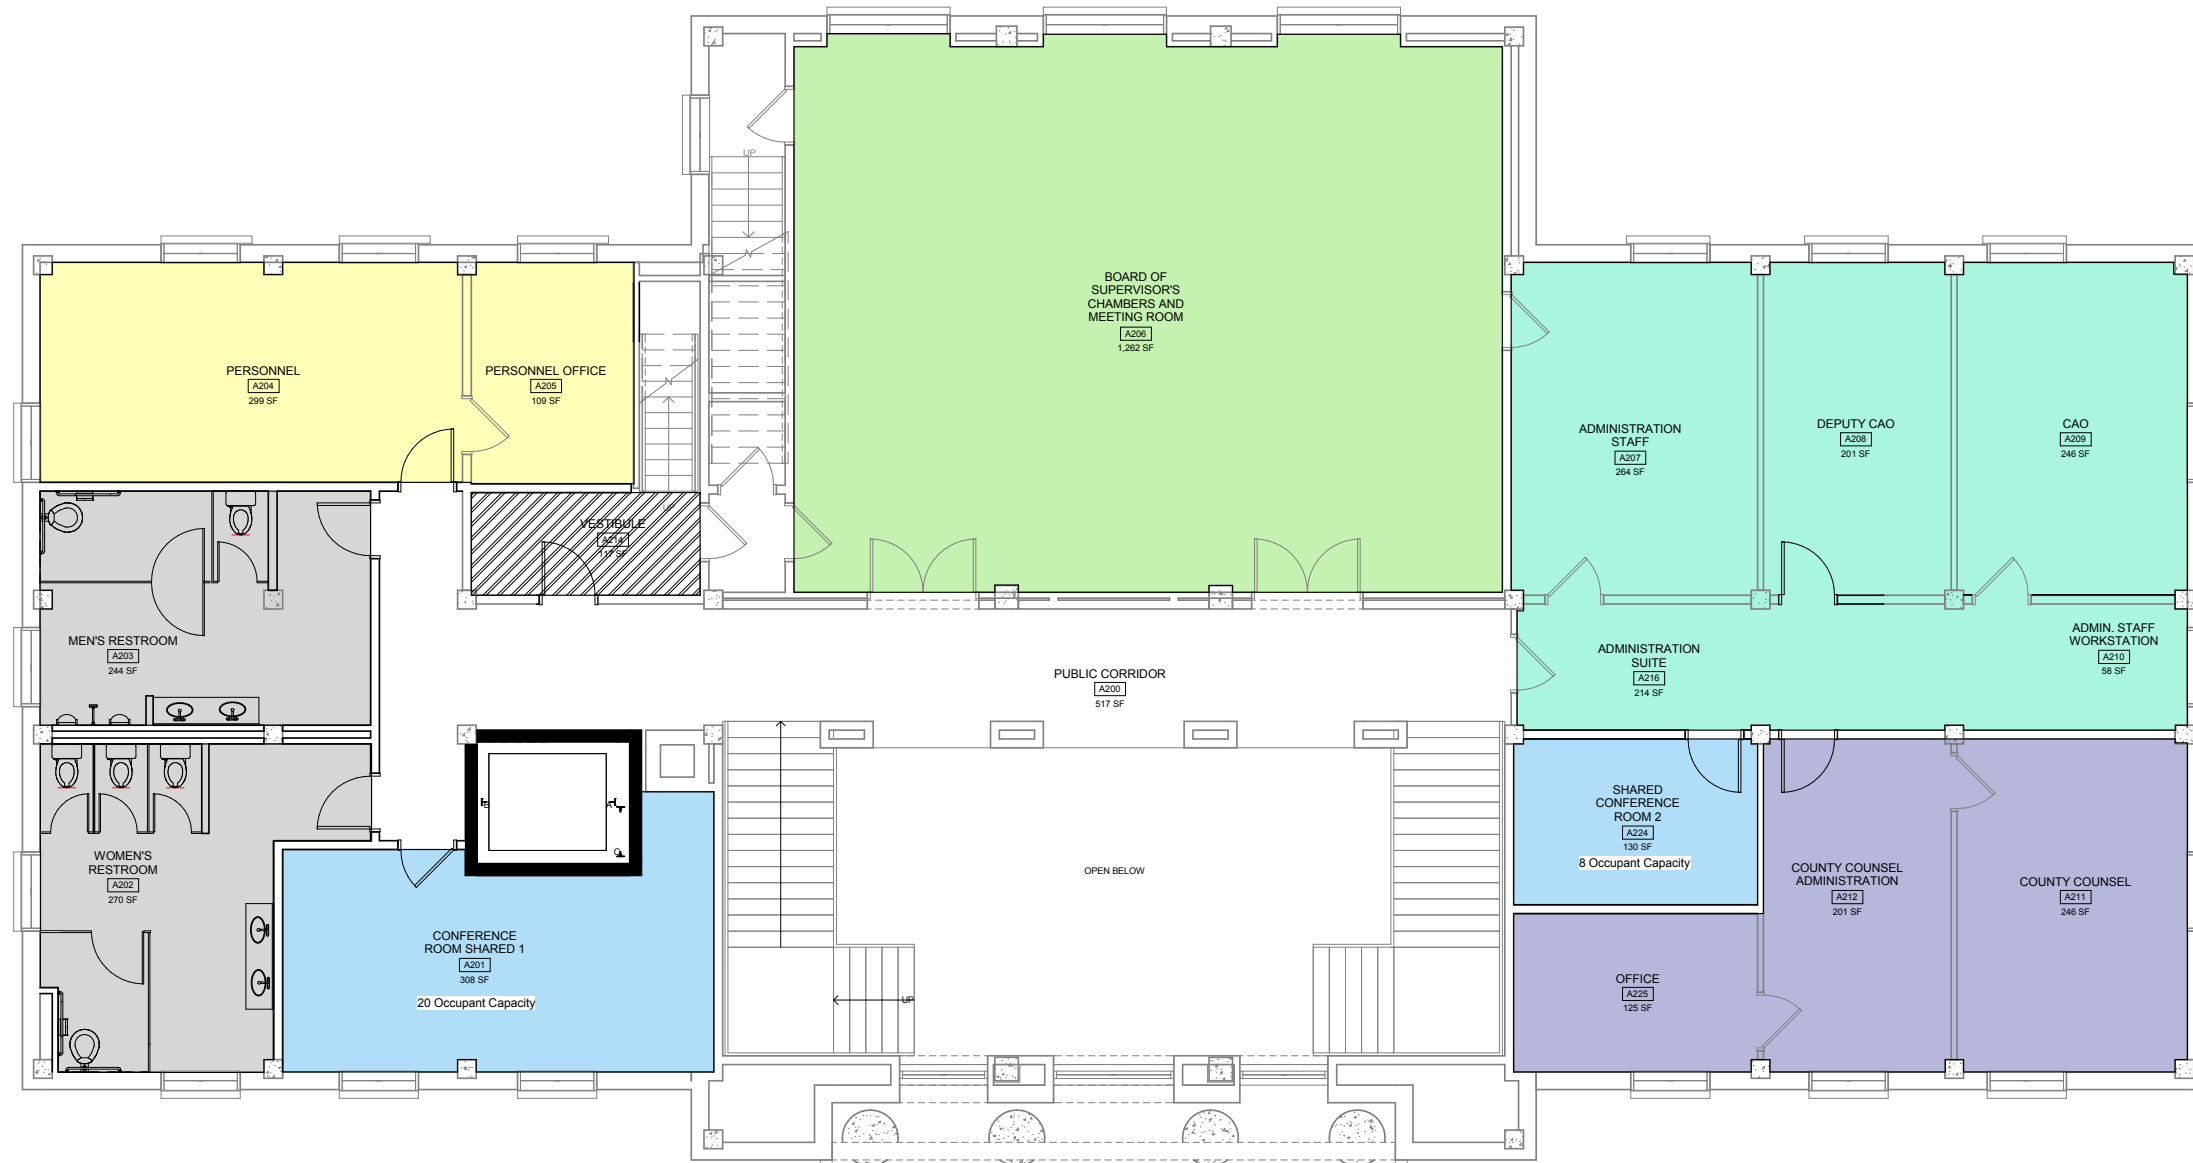 UP
BOARD OF
SUPERVISOR'S
CHAMBERS AND
MEETING ROOM
A206
1,262 SF
PERSONNEL
A204
299 SF
PERSONNEL OFFICE
A205
109 SF
ADMINISTRATION
STAFF
A207
264 SF
DEPUTY CAO
A208
201 SF
CAO
A209
246 SF
UP
VESTIBULE
A214
117 SF
MEN'S RESTROOM
A203
244 SF
PUBLIC CORRIDOR
A200
517 SF
ADMINISTRATION
SUITE
A216
214 SF
ADMIN. STAFF
WORKSTATION
A210
58 SF
WOMEN'S
RESTROOM
A202
270 SF
SHARED
CONFERENCE
ROOM 2
A224
130 SF
8 Occupant Capacity
OPEN BELOW
COUNTY COUNSEL
ADMINISTRATION
A212
201 SF
COUNTY COUNSEL
A211
246 SF
CONFERENCE
ROOM SHARED 1
A201
308 SF
20 Occupant Capacity
UP
OFFICE
A225
125 SF